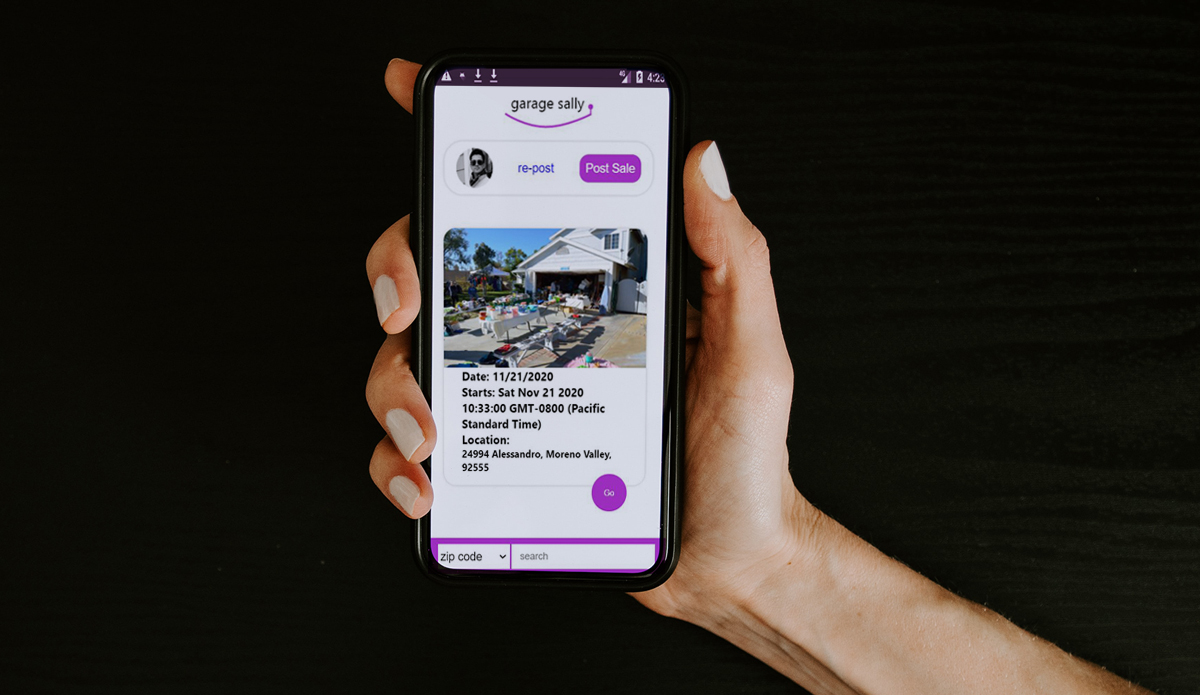 4G 4:23
garage sally
re-post Post Sale
Date: 11/21/2020
Starts: Sat Nov 21 2020
10:33:00 GMT-0800 (Pacific
Standard Time)
Location:
24994 Alessandro, Moreno Valley,
92555
Go
zip code search